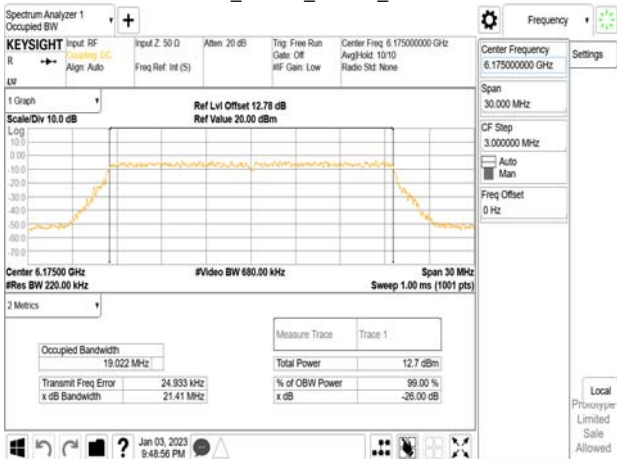 Spectrum Analyzer 1
Occupied BW
Frequency
KEYSIGHT
R
Input: RF
Coupling: DC
Align: Auto
Input Z: 50 Ω
Freq Ref: Int (S)
Atten: 20 dB
Trig: Free Run
Gate: Off
#IF Gain: Low
Center Freq: 6.175000000 GHz
Avg|Hold: 10/10
Radio Std: None
Center Frequency
6.175000000 GHz
Settings
Span
30.000 MHz
CF Step
3.000000 MHz
Auto
Man
Freq Offset
0 Hz
1 Graph
Scale/Div 10.0 dB
Ref Lvl Offset 12.78 dB
Ref Value 20.00 dBm
Log
10.0
0.00
-10.0
-20.0
-30.0
-40.0
-50.0
-60.0
-70.0
Center 6.17500 GHz
#Res BW 220.00 kHz
#Video BW 680.00 kHz
Span 30 MHz
Sweep 1.00 ms (1001 pts)
2 Metrics
Measure Trace Trace 1
Occupied Bandwidth
19.022 MHz
Total Power 12.7 dBm
Transmit Freq Error 24.933 kHz
% of OBW Power 99.00 %
x dB Bandwidth 21.41 MHz
x dB -26.00 dB
Local
Prototype
Limited
Sale
Allowed
?
Jan 03, 2023
9:48:56 PM